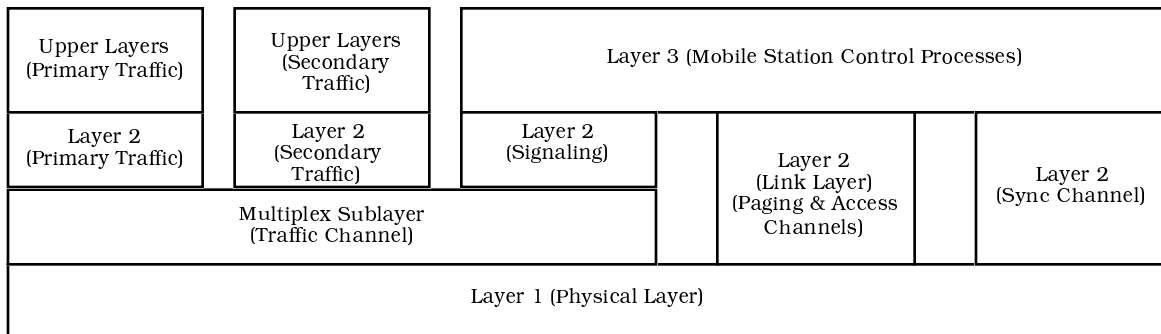 Upper Layers
(Primary Traffic)
Upper Layers
(Secondary
Traffic)
Layer 3 (Mobile Station Control Processes)
Layer 2
(Primary Traffic)
Layer 2
(Secondary
Traffic)
Layer 2
(Signaling)
Layer 2
(Link Layer)
(Paging & Access
Channels)
Layer 2
(Sync Channel)
Multiplex Sublayer
(Traffic Channel)
Layer 1 (Physical Layer)